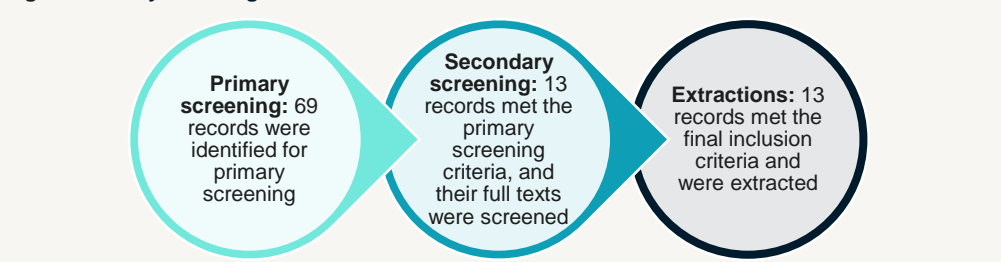 Primary
screening: 69
records were
identified for
primary
screening
Secondary
screening: 13
records met the
primary
screening
criteria, and
their full texts
were screened
Extractions: 13
records met the
final inclusion
criteria and
were extracted